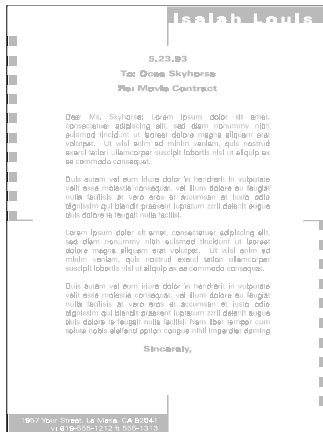 Isaiah Louis
5.23.93
To: Ocea Skyhorse
Re: Movie Contract
Dear Ms. Skyhorse: Lorem ipsum dolor sit amet,
consectetuer adipiscing elit, sed diam nonummy nibh
euismod tincidunt ut laoreet dolore magna aliquam erat
volutpat. Ut wisi enim ad minim veniam, quis nostrud
exerci tation ullamcorper suscipit lobortis nisl ut aliquip ex
ea commodo consequat.
Duis autem vel eum iriure dolor in hendrerit in vulputate
velit esse molestie consequat, vel illum dolore eu feugiat
nulla facilisis at vero eros et accumsan et iusto odio
dignissim qui blandit praesent luptatum zzril delenit augue
duis dolore te feugait nulla facilisi.
Lorem ipsum dolor sit amet, consectetuer adipiscing elit,
sed diam nonummy nibh euismod tincidunt ut laoreet
dolore magna aliquam erat volutpat. Ut wisi enim ad
minim veniam, quis nostrud exerci tation ullamcorper
suscipit lobortis nisl ut aliquip ex ea commodo consequat.
Duis autem vel eum iriure dolor in hendrerit in vulputate
velit esse molestie consequat, vel illum dolore eu feugiat
nulla facilisis at vero eros et accumsan et iusto odio
dignissim qui blandit praesent luptatum zzril delenit augue
duis dolore te feugait nulla facilisi. Nam liber tempor cum
soluta nobis eleifend option congue nihil imperdiet doming
Sincerely,
1957 Your Street, La Mesa, CA 92041
v: 619-555-1212 f: 555-1313